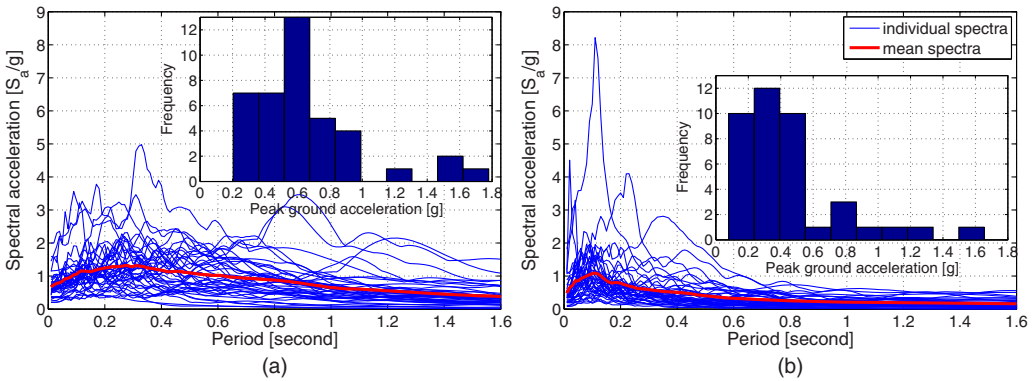 9
8
7
6
5
4
3
2
1
0
Spectral acceleration [Sa/g]
0 0.2 0.4 0.6 0.8 1 1.2 1.4 1.6
Period [second]
(a)
12
10
8
6
4
2
0
Frequency
0 0.2 0.4 0.6 0.8 1 1.2 1.4 1.6 1.8
Peak ground acceleration [g]
9
8
7
6
5
4
3
2
1
0
Spectral acceleration [Sa/g]
0 0.2 0.4 0.6 0.8 1 1.2 1.4 1.6
Period [second]
(b)
individual spectra
mean spectra
12
10
8
6
4
2
0
Frequency
0 0.2 0.4 0.6 0.8 1 1.2 1.4 1.6 1.8
Peak ground acceleration [g]